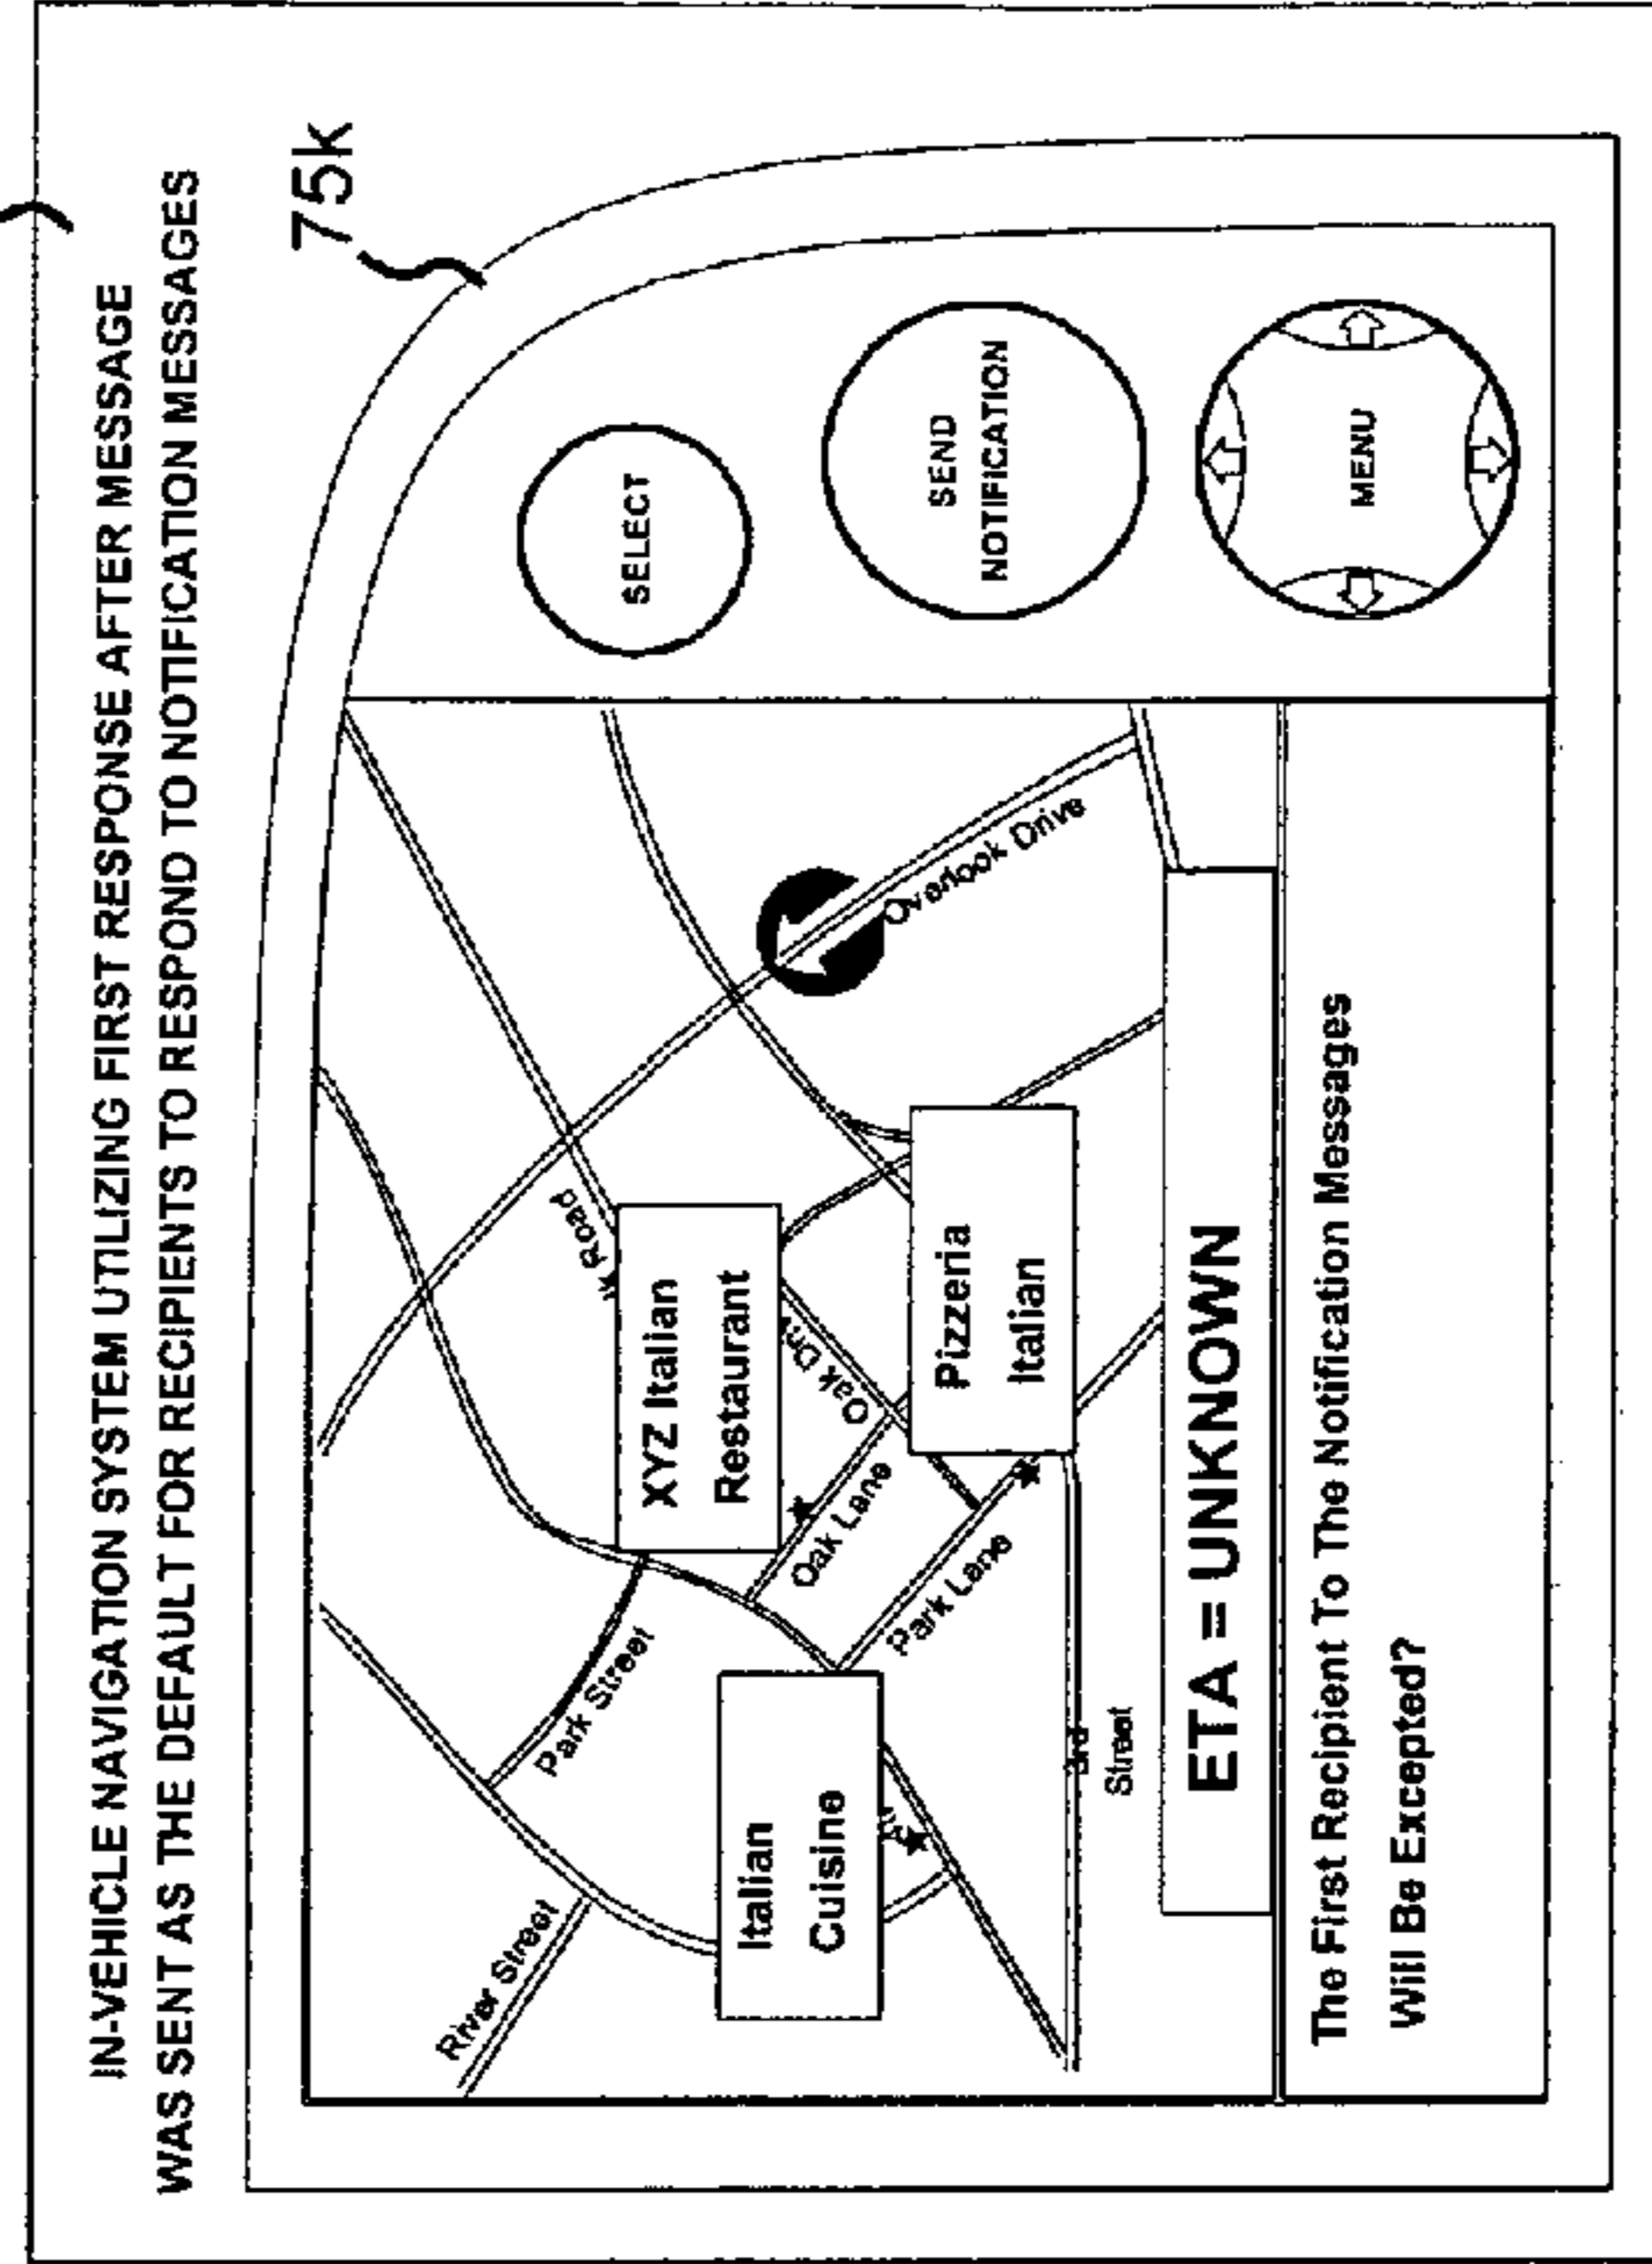 IN-VEHICLE NAVIGATION SYSTEM UTILIZING FIRST RESPONSE AFTER MESSAGE
WAS SENT AS THE DEFAULT FOR RECIPIENTS TO RESPOND TO NOTIFICATION MESSAGES
75k
River Street
Park Street
Road
XYZ Italian
Restaurant
Oak Dr.
Oak Lane
Italian
Cuisine
Park Lane
Pizzeria
Italian
Overlook Drive
3rd
Street
ETA = UNKNOWN
The First Recipient To The Notification Messages
Will Be Excepted?
SELECT
SEND
NOTIFICATION
MENU